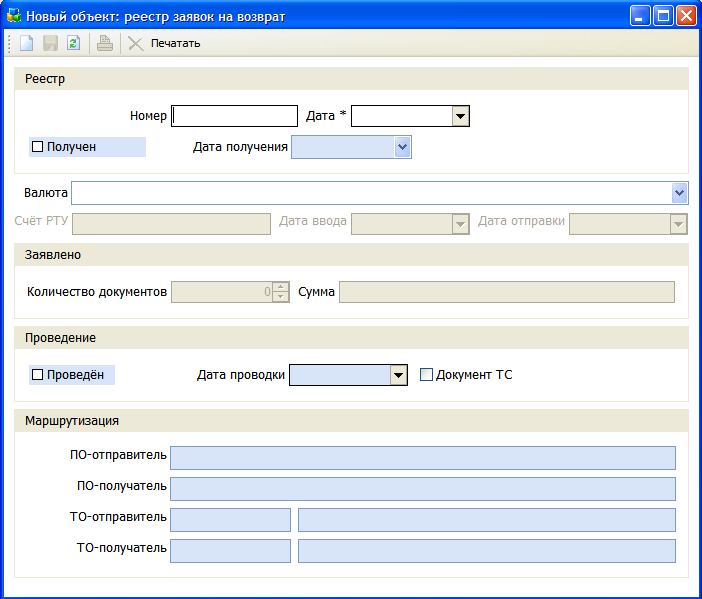 Новый объект: реестр заявок на возврат
Печатать
Реестр
Номер Дата *
Получен Дата получения
Валюта
Счёт РТУ Дата ввода Дата отправки
Заявлено
Количество документов 0 Сумма
Проведение
Проведён Дата проводки Документ ТС
Маршрутизация
ПО-отправитель
ПО-получатель
ТО-отправитель
ТО-получатель